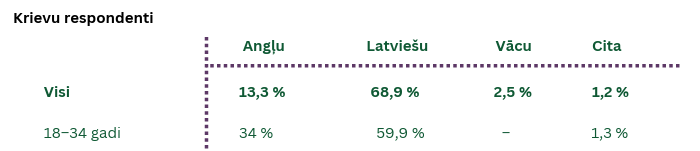 Krievu respondenti
Angļu Latviešu Vācu Cita
Visi 13,3 % 68,9 % 2,5 % 1,2 %
18–34 gadi 34 % 59,9 % – 1,3 %